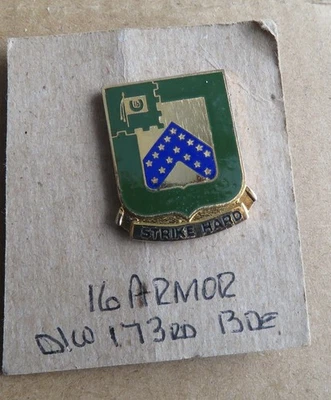 STRIKE HARD
16 ARMOR
D.W 173RD BDE.